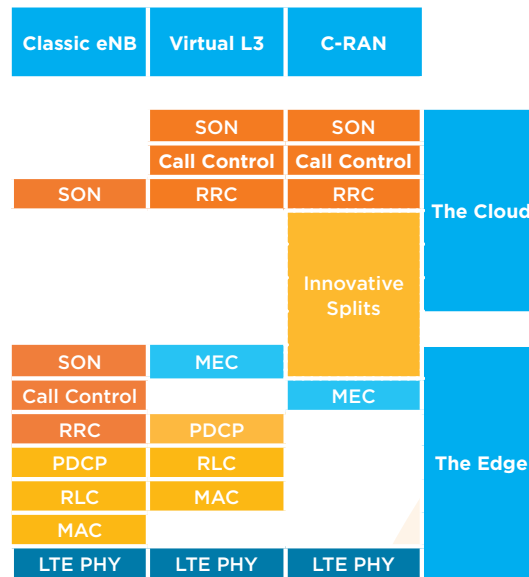 Classic eNB Virtual L3 C-RAN
SON SON
Call Control Call Control
SON RRC RRC
The Cloud
Innovative
Splits
SON MEC
Call Control MEC
RRC PDCP
PDCP RLC
The Edge
RLC MAC
MAC
LTE PHY LTE PHY LTE PHY